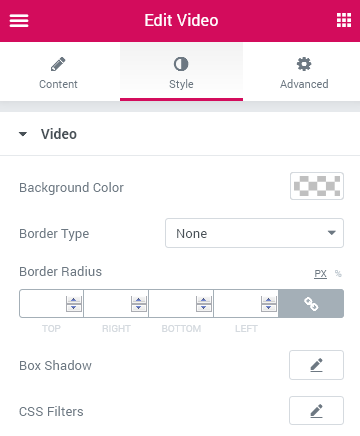 Edit Video
Content Style Advanced
Video
Background Color
Border Type None
Border Radius PX %
TOP RIGHT BOTTOM LEFT
Box Shadow
CSS Filters